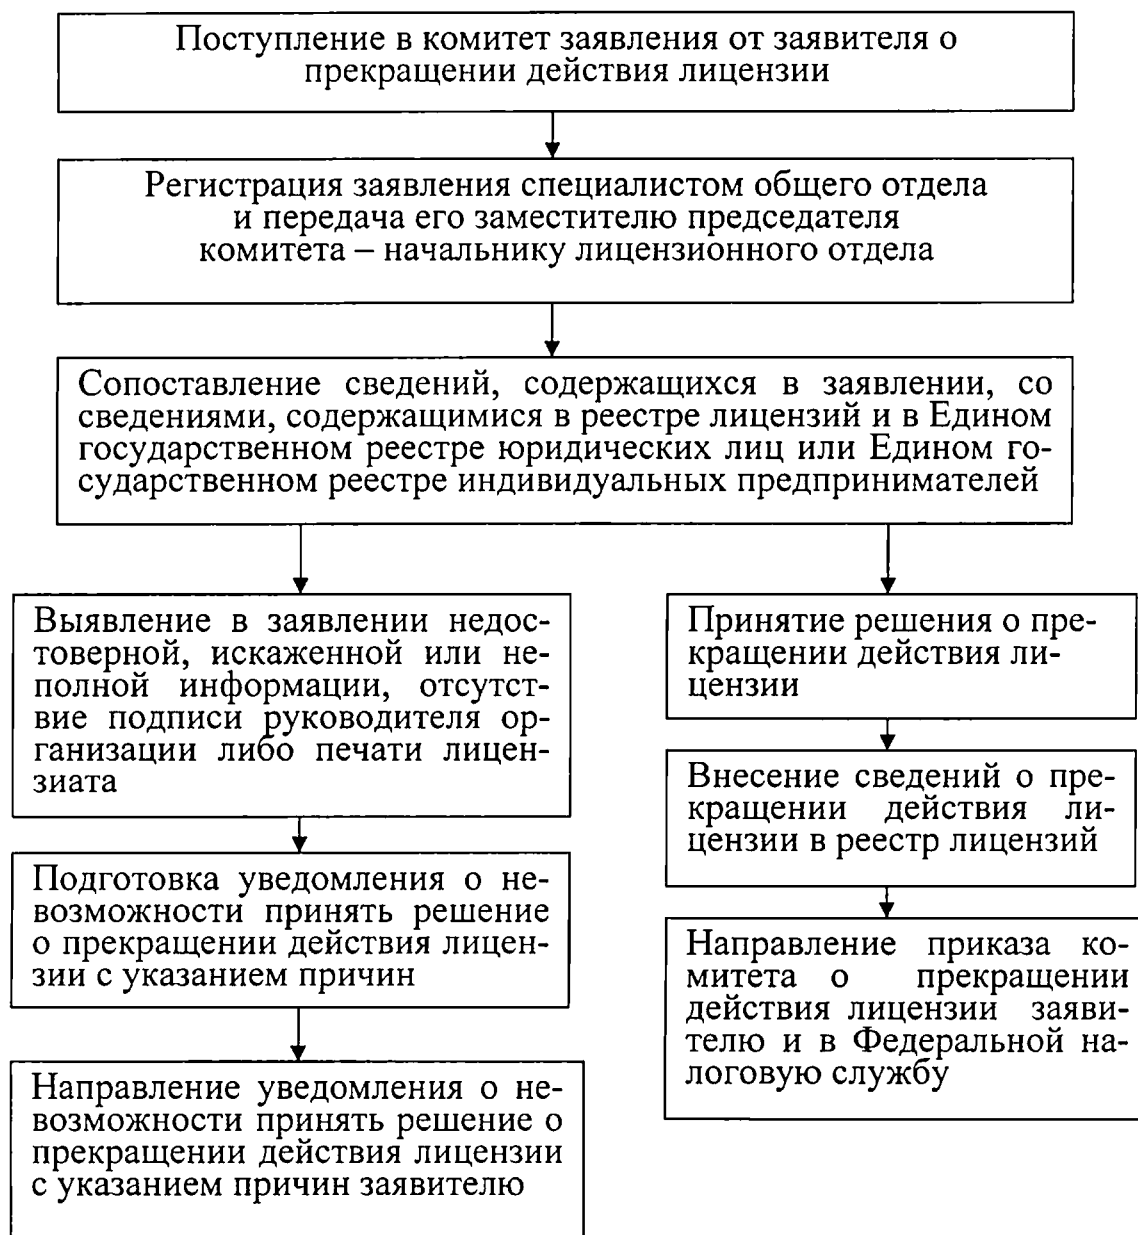 Поступление в комитет заявления от заявителя о
прекращении действия лицензии
Регистрация заявления специалистом общего отдела
и передача его заместителю председателя
комитета – начальнику лицензионного отдела
Сопоставление сведений, содержащихся в заявлении, со
сведениями, содержащимися в реестре лицензий и в Едином
государственном реестре юридических лиц или Едином го-
сударственном реестре индивидуальных предпринимателей
Выявление в заявлении недос-
товерной, искаженной или не-
полной информации, отсутст-
вие подписи руководителя ор-
ганизации либо печати лицен-
зиата
Подготовка уведомления о не-
возможности принять решение
о прекращении действия лицен-
зии с указанием причин
Направление уведомления о не-
возможности принять решение о
прекращении действия лицензии
с указанием причин заявителю
Принятие решения о пре-
кращении действия ли-
цензии
Внесение сведений о пре-
кращении действия ли-
цензии в реестр лицензий
Направление приказа ко-
митета о прекращении
действия лицензии заяви-
телю и в Федеральной на-
логовую службу